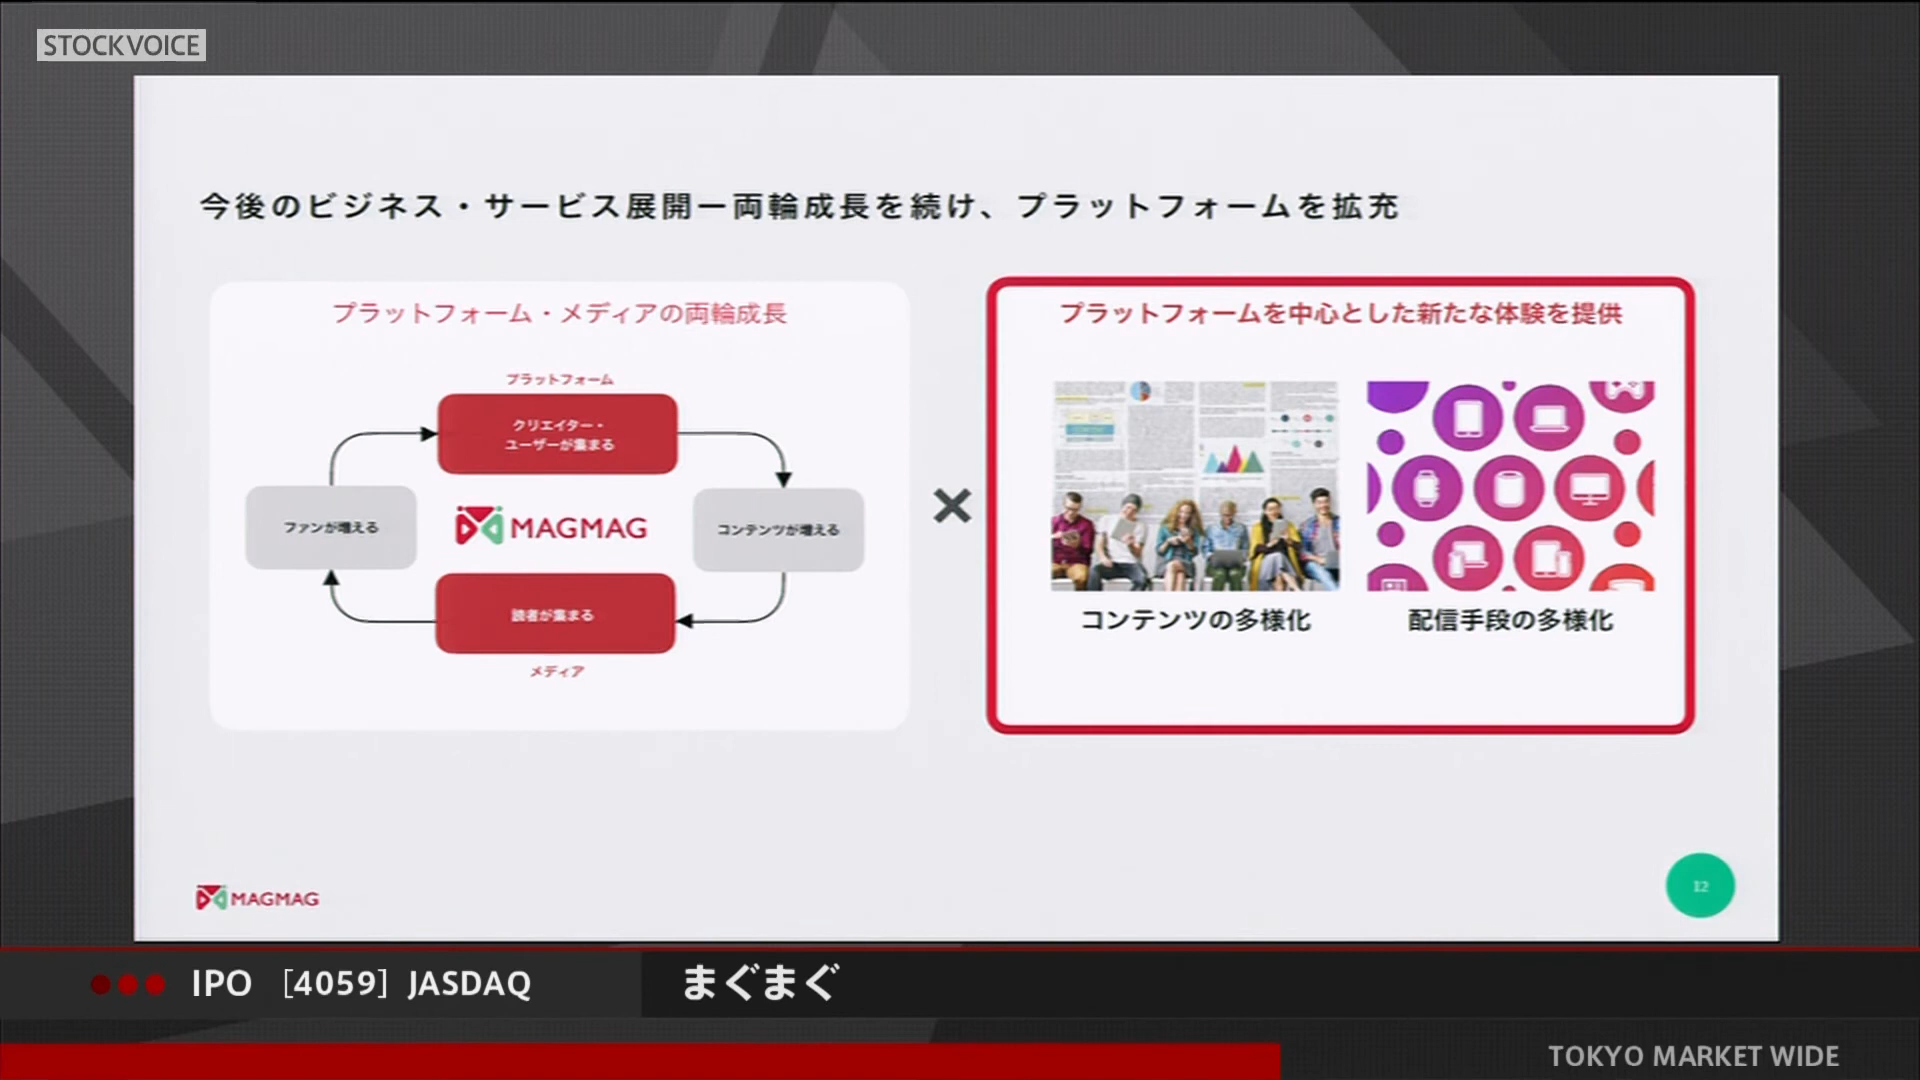 STOCKVOICE
今後のビジネス・サービス展開ー両輪成長を続け、プラットフォームを拡充
プラットフォーム・メディアの両輪成長
プラットフォーム
クリエイター・
ユーザーが集まる
ファンが増える
MAGMAG
コンテンツが増える
読者が集まる
メディア
×
プラットフォームを中心とした新たな体験を提供
コンテンツの多様化
配信手段の多様化
MAGMAG
12
IPO [4059] JASDAQ
まぐまぐ
TOKYO MARKET WIDE